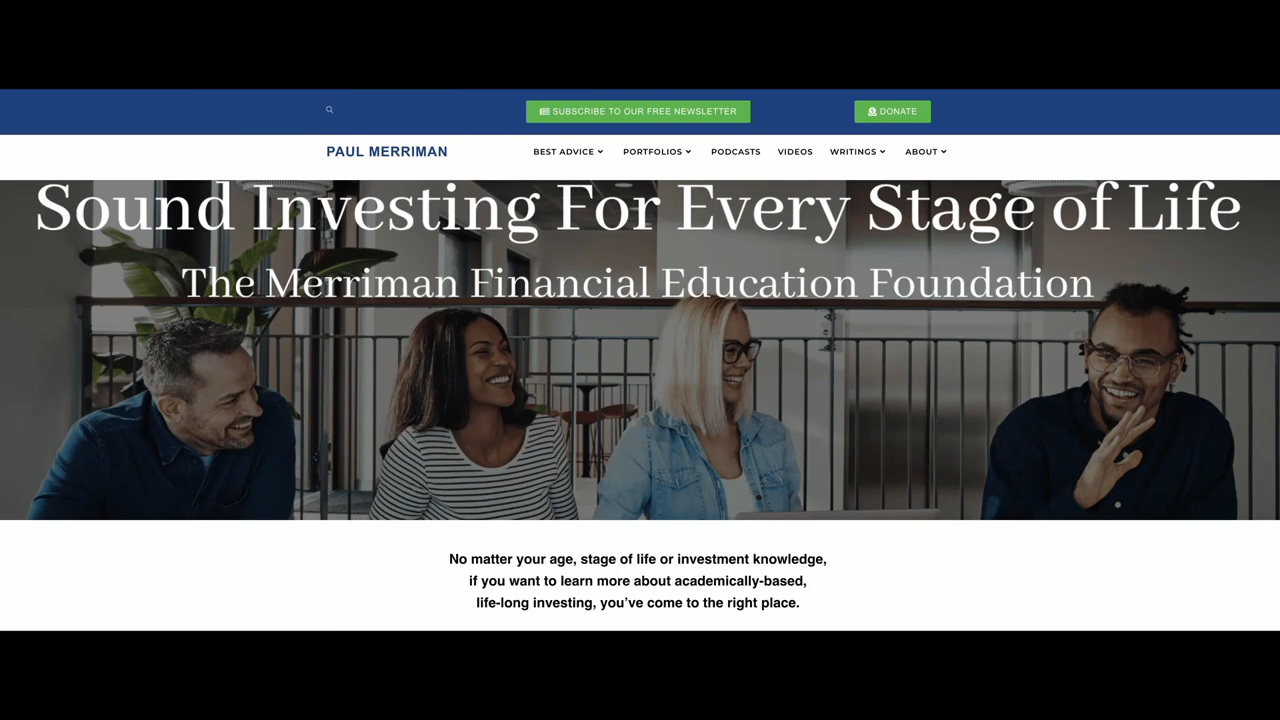 SUBSCRIBE TO OUR FREE NEWSLETTER
DONATE
PAUL MERRIMAN
BEST ADVICE
PORTFOLIOS
PODCASTS
VIDEOS
WRITINGS
ABOUT
Sound Investing For Every Stage of Life
The Merriman Financial Education Foundation
No matter your age, stage of life or investment knowledge,
if you want to learn more about academically-based,
life-long investing, you’ve come to the right place.